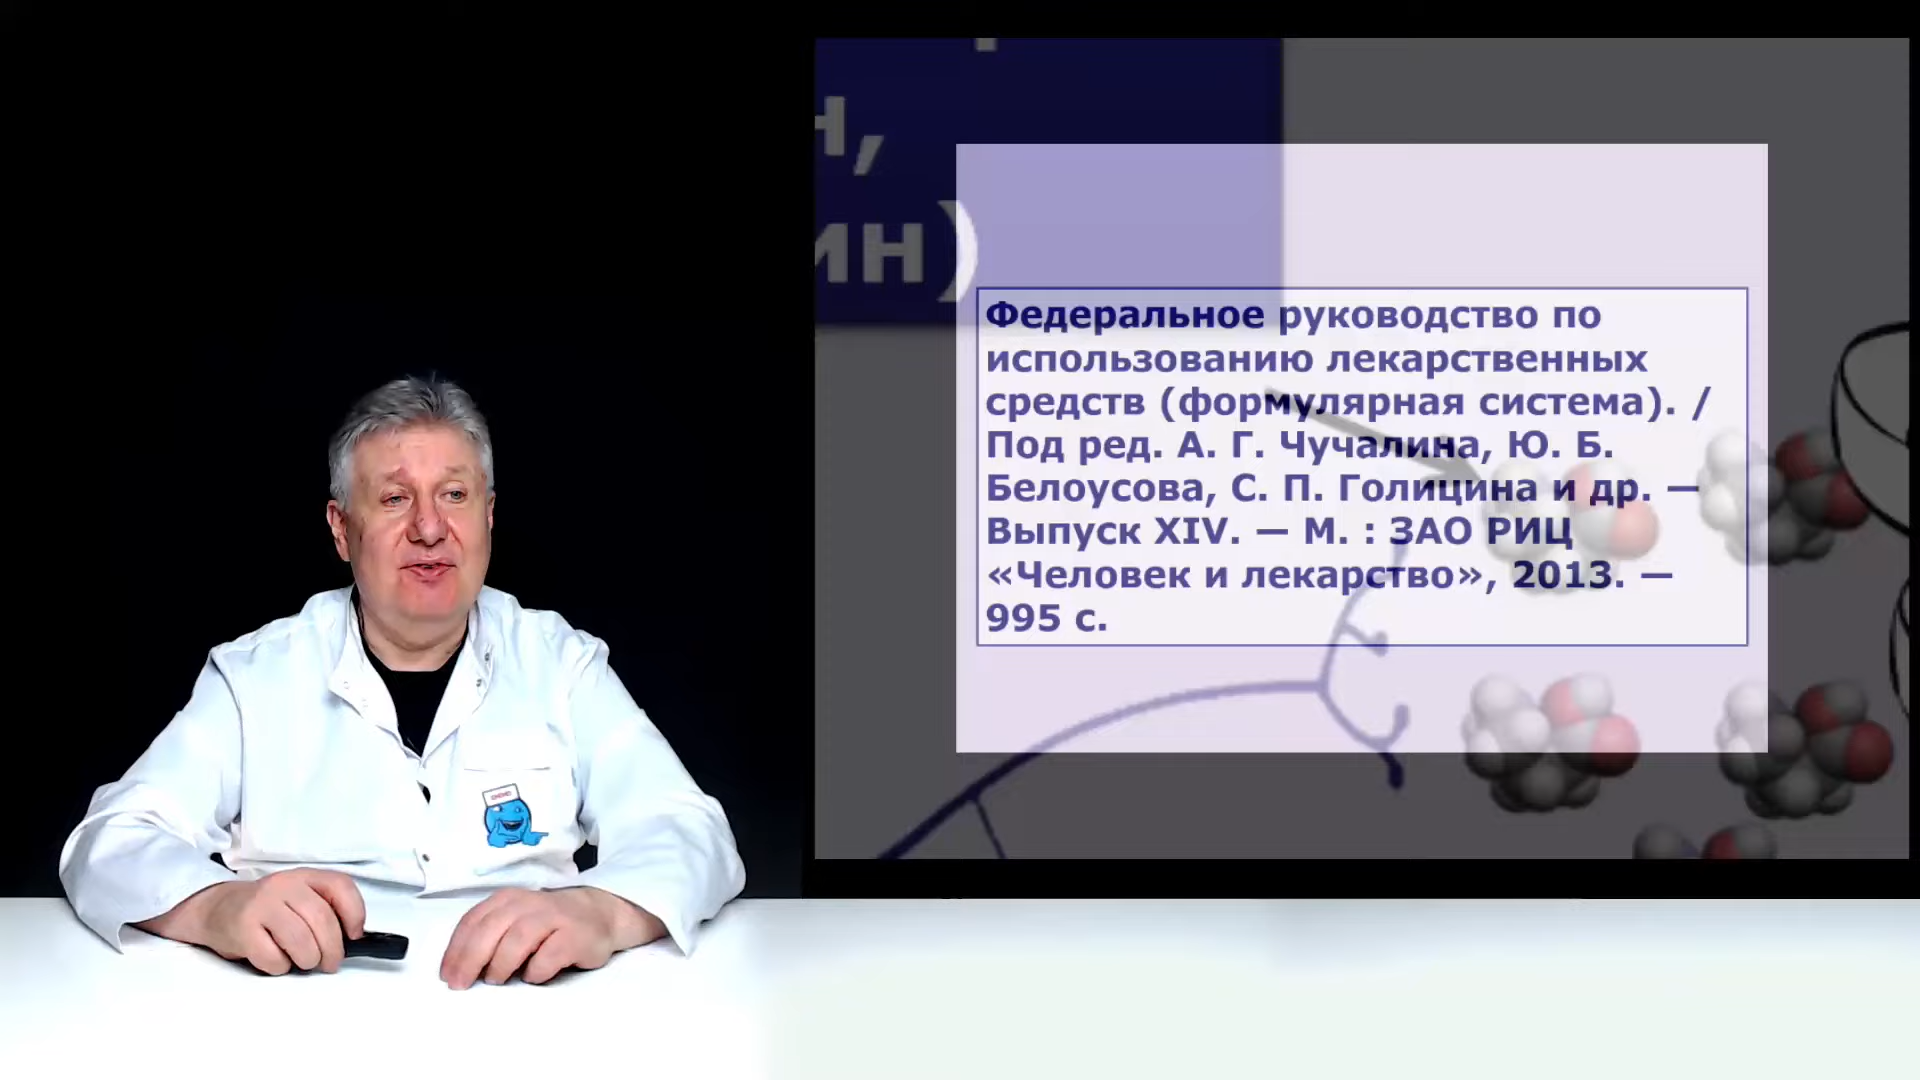 н,
ин)
Федеральное руководство по
использованию лекарственных
средств (формулярная система). /
Под ред. А. Г. Чучалина, Ю. Б.
Белоусова, С. П. Голицина и др. —
Выпуск XIV. — М. : ЗАО РИЦ
«Человек и лекарство», 2013. —
995 с.